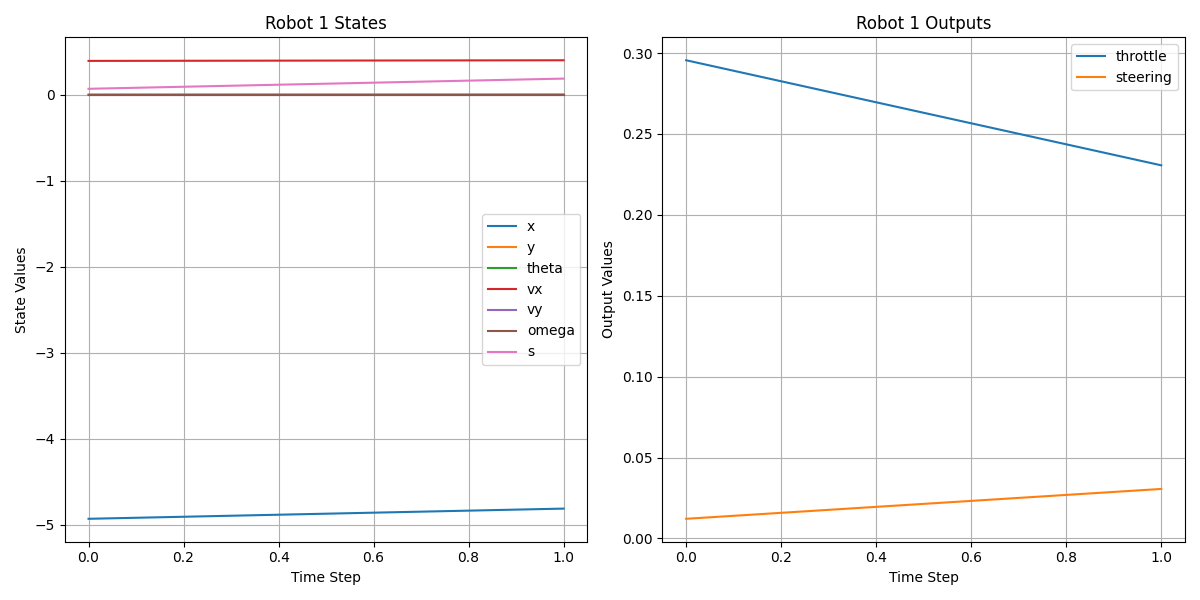 Robot 1 States
0
−1
−2
−3
−4
−5
State Values
0.0 0.2 0.4 0.6 0.8 1.0
Time Step
x
y
theta
vx
vy
omega
s
Robot 1 Outputs
0.30
0.25
0.20
0.15
0.10
0.05
0.00
Output Values
0.0 0.2 0.4 0.6 0.8 1.0
Time Step
throttle
steering